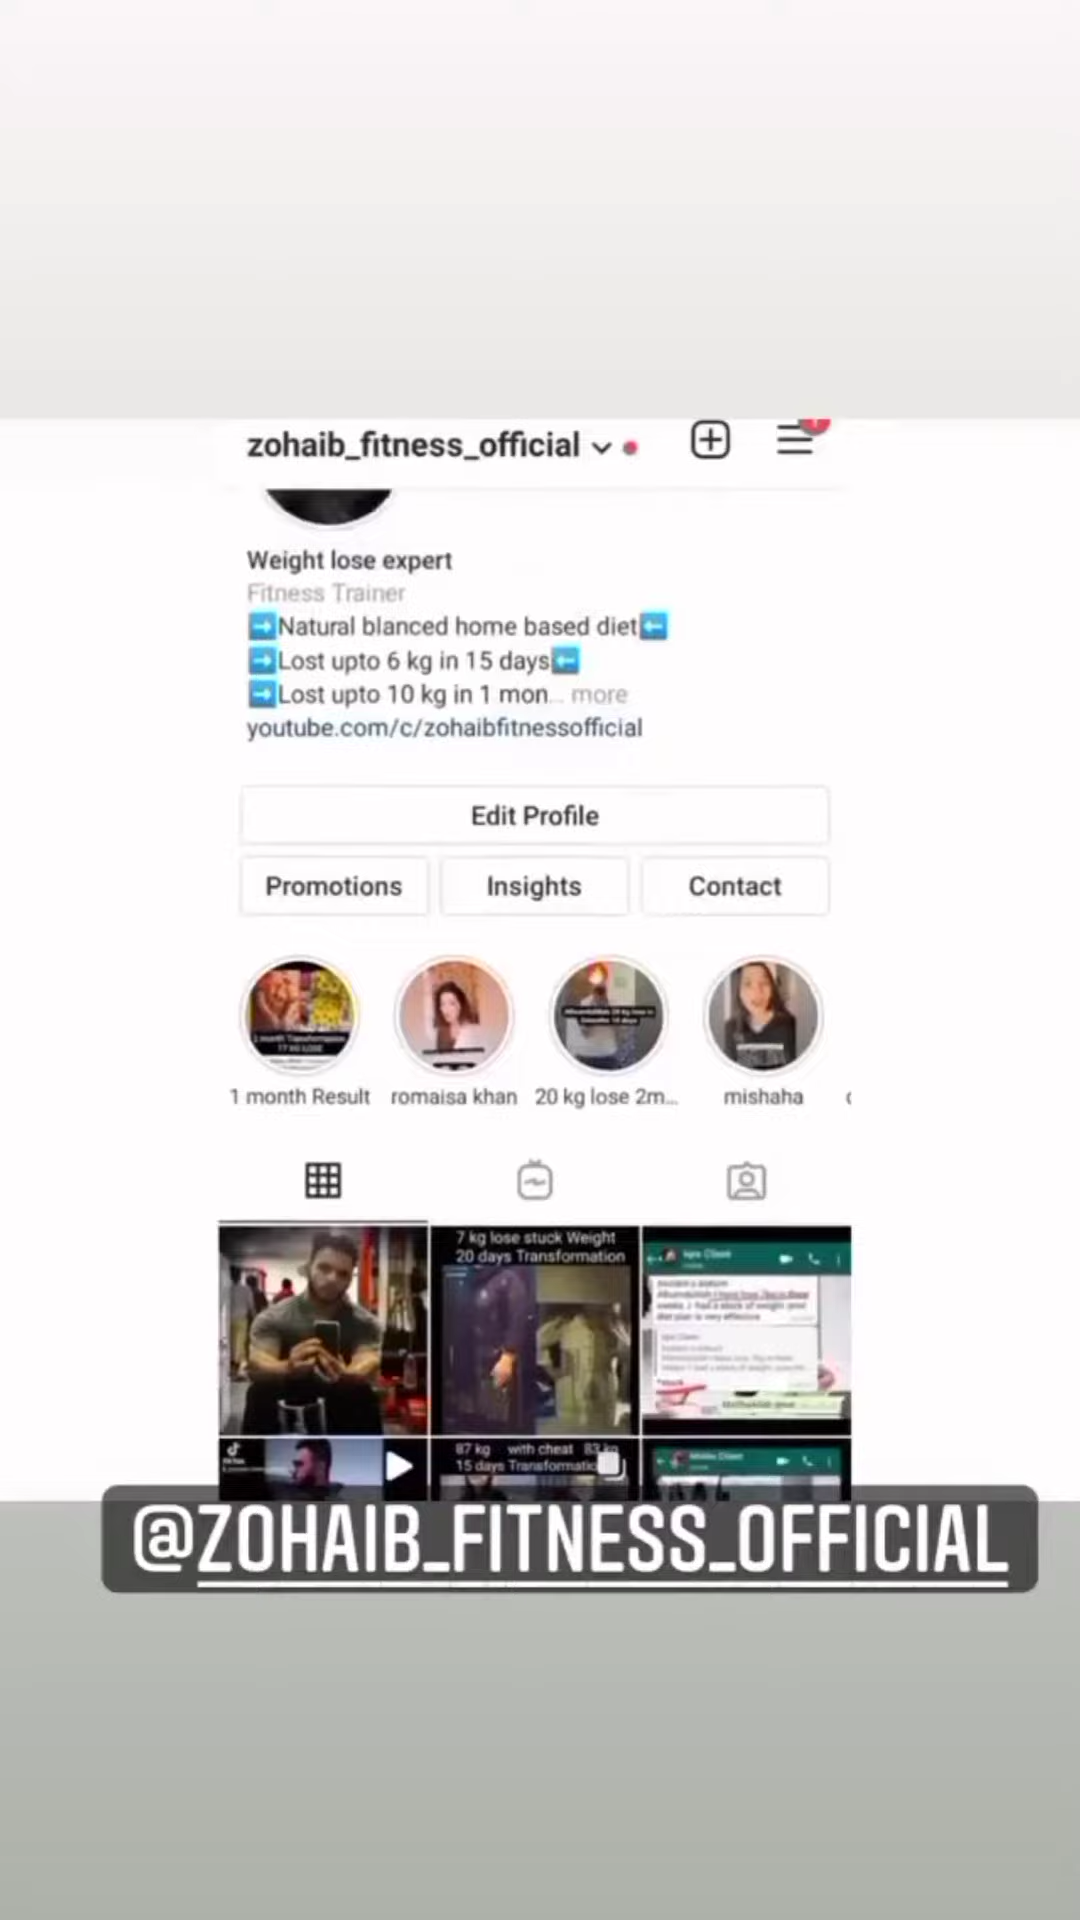 zohaib_fitness_official
Weight lose expert
Fitness Trainer
➡️Natural blanced home based diet⬅️
➡️Lost upto 6 kg in 15 days⬅️
➡️Lost upto 10 kg in 1 mon... more
youtube.com/c/zohaibfitnessofficial
Edit Profile
Promotions Insights Contact
1 month Result romaisa khan 20 kg lose 2m... mishaha
7 kg lose stuck Weight
20 days Transformation
87 kg with cheat 83 kg
15 days Transformatio
@ZOHAIB_FITNESS_OFFICIAL